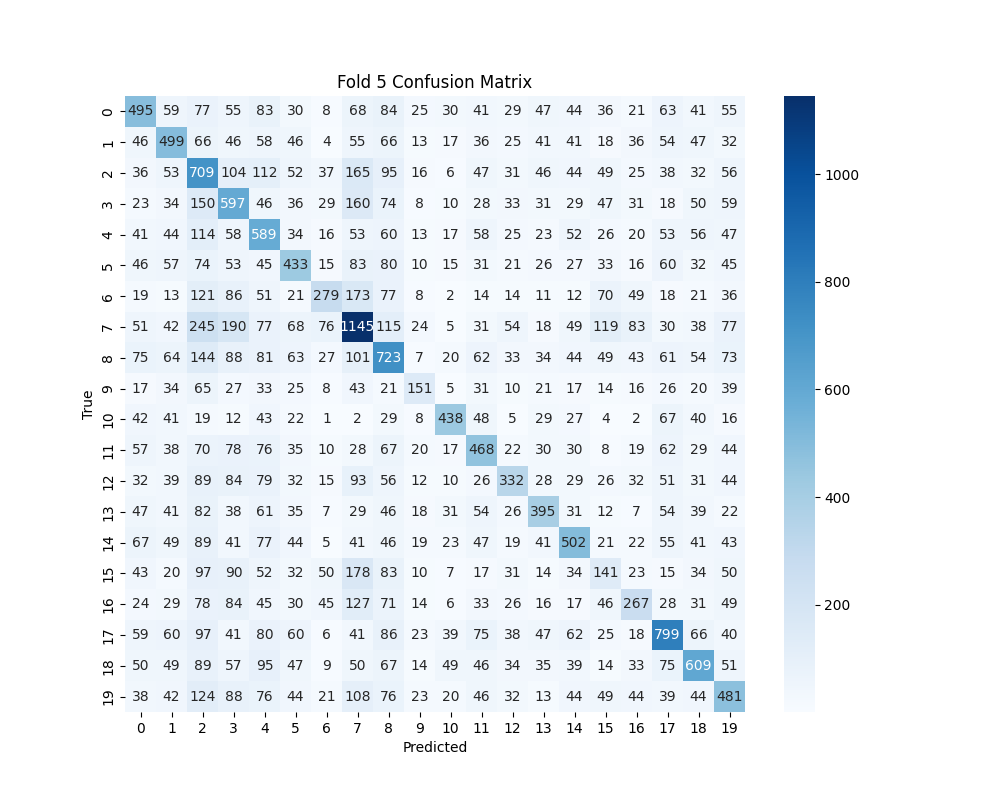 Fold 5 Confusion Matrix
0 495 59 77 55 83 30 8 68 84 25 30 41 29 47 44 36 21 63 41 55
1 46 499 66 46 58 46 4 55 66 13 17 36 25 41 41 18 36 54 47 32
2 36 53 709 104 112 52 37 165 95 16 6 47 31 46 44 49 25 38 32 56
3 23 34 150 597 46 36 29 160 74 8 10 28 33 31 29 47 31 18 50 59
4 41 44 114 58 589 34 16 53 60 13 17 58 25 23 52 26 20 53 56 47
5 46 57 74 53 45 433 15 83 80 10 15 31 21 26 27 33 16 60 32 45
6 19 13 121 86 51 21 279 173 77 8 2 14 14 11 12 70 49 18 21 36
7 51 42 245 190 77 68 76 1145 115 24 5 31 54 18 49 119 83 30 38 77
8 75 64 144 88 81 63 27 101 723 7 20 62 33 34 44 49 43 61 54 73
9 17 34 65 27 33 25 8 43 21 151 5 31 10 21 17 14 16 26 20 39
10 42 41 19 12 43 22 1 2 29 8 438 48 5 29 27 4 2 67 40 16
11 57 38 70 78 76 35 10 28 67 20 17 468 22 30 30 8 19 62 29 44
12 32 39 89 84 79 32 15 93 56 12 10 26 332 28 29 26 32 51 31 44
13 47 41 82 38 61 35 7 29 46 18 31 54 26 395 31 12 7 54 39 22
14 67 49 89 41 77 44 5 41 46 19 23 47 19 41 502 21 22 55 41 43
15 43 20 97 90 52 32 50 178 83 10 7 17 31 14 34 141 23 15 34 50
16 24 29 78 84 45 30 45 127 71 14 6 33 26 16 17 46 267 28 31 49
17 59 60 97 41 80 60 6 41 86 23 39 75 38 47 62 25 18 799 66 40
18 50 49 89 57 95 47 9 50 67 14 49 46 34 35 39 14 33 75 609 51
19 38 42 124 88 76 44 21 108 76 23 20 46 32 13 44 49 44 39 44 481
0 1 2 3 4 5 6 7 8 9 10 11 12 13 14 15 16 17 18 19
Predicted
True
1000
800
600
400
200